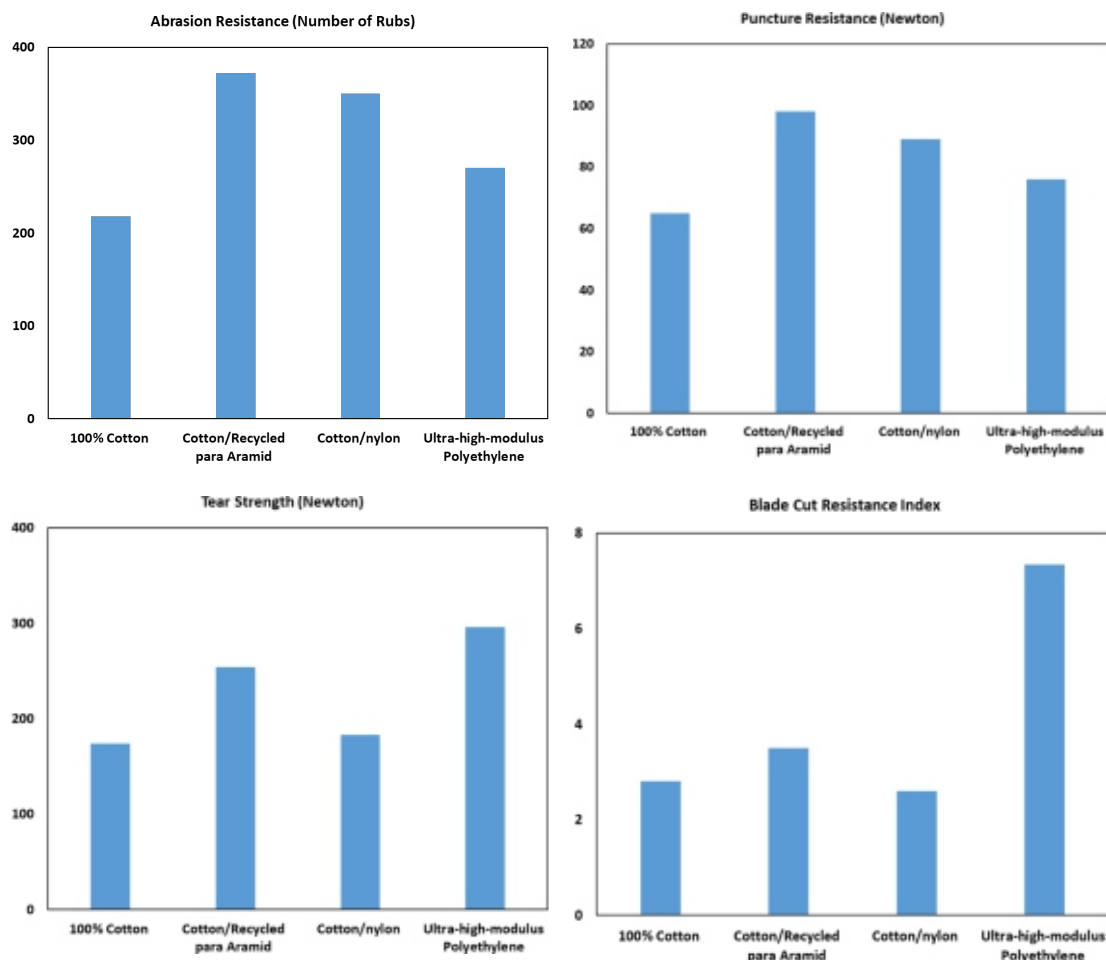 Abrasion Resistance (Number of Rubs)
400
300
200
100
0
100% Cotton
Cotton/Recycled
para Aramid
Cotton/nylon
Ultra-high-modulus
Polyethylene
Puncture Resistance (Newton)
120
100
80
60
40
20
0
100% Cotton
Cotton/Recycled
para Aramid
Cotton/nylon
Ultra-high-modulus
Polyethylene
Tear Strength (Newton)
400
300
200
100
0
100% Cotton
Cotton/Recycled
para Aramid
Cotton/nylon
Ultra-high-modulus
Polyethylene
Blade Cut Resistance Index
8
6
4
2
0
100% Cotton
Cotton/Recycled
para Aramid
Cotton/nylon
Ultra-high-modulus
Polyethylene